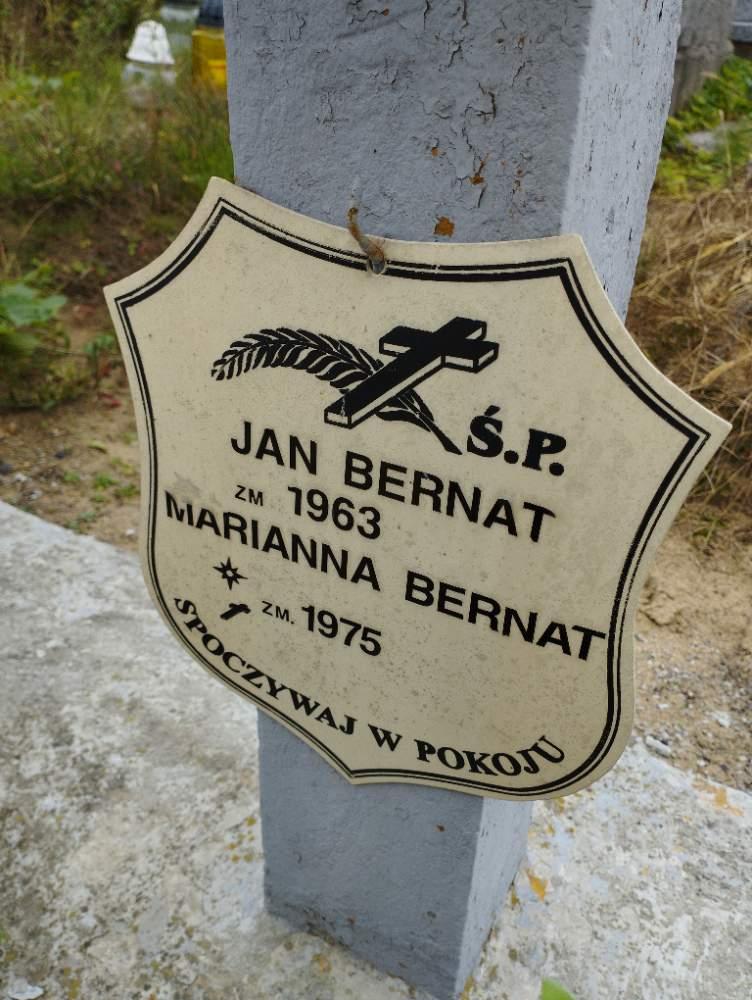 Ś.P.
JAN BERNAT
ZM 1963
MARIANNA BERNAT
ZM. 1975
SPOCZYWAJ W POKOJU